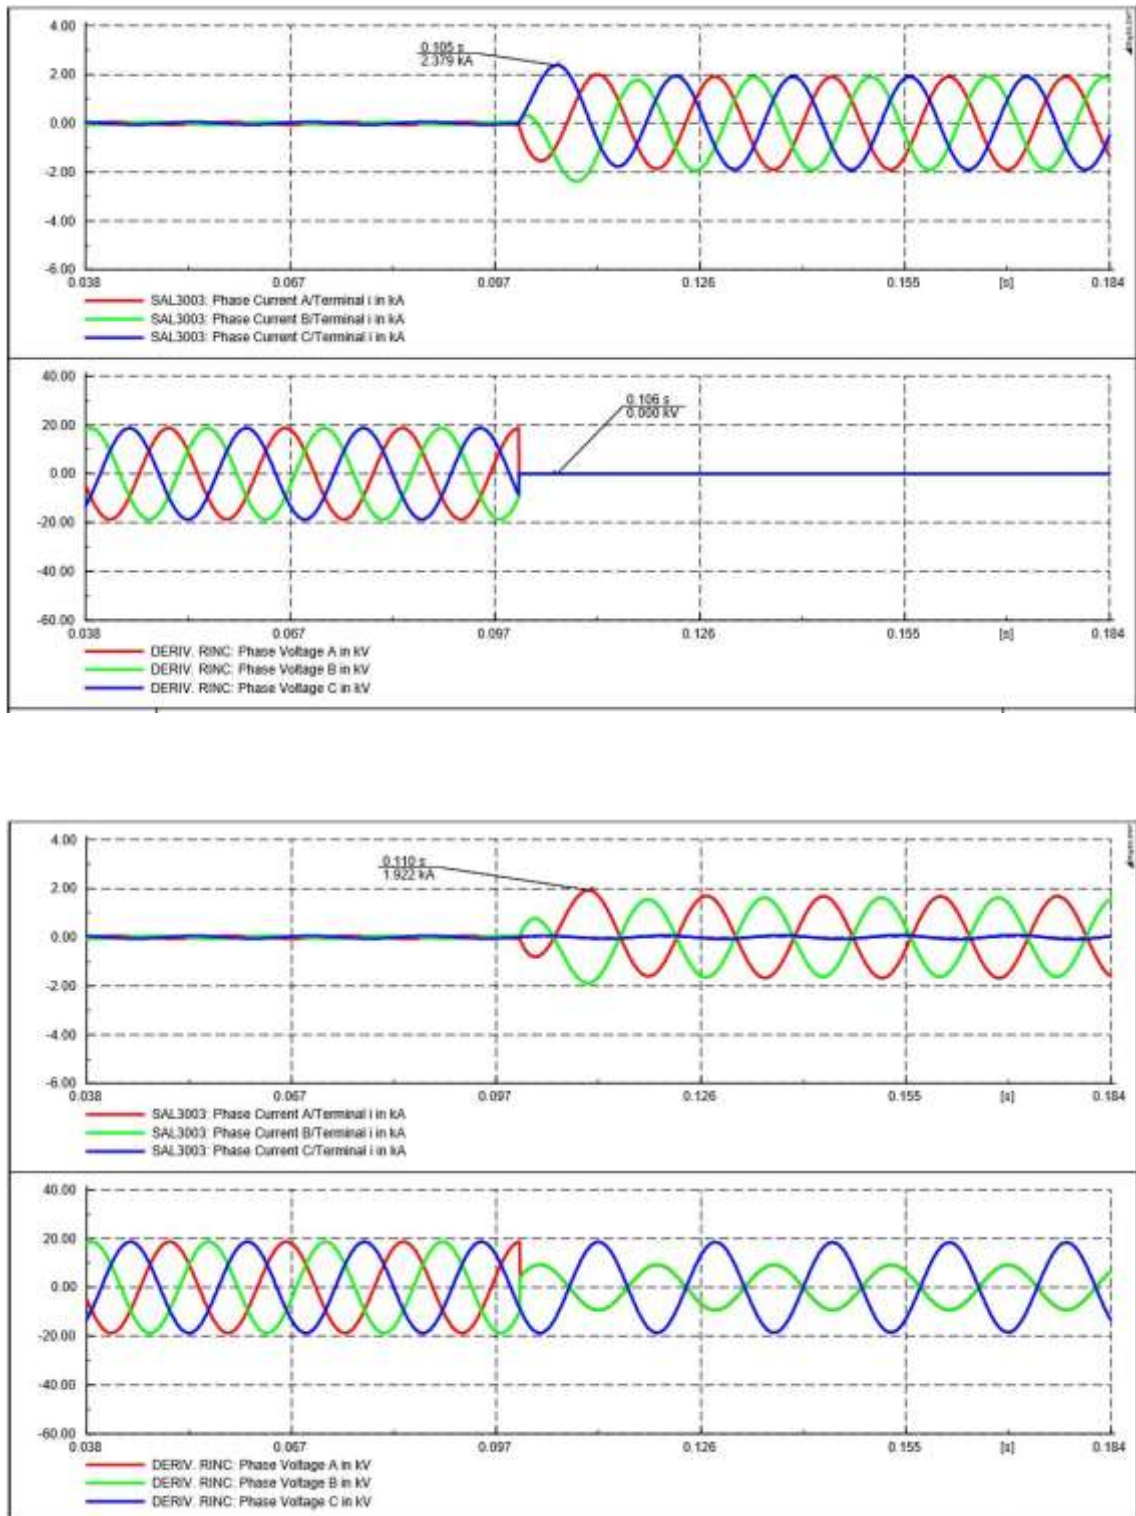 4.00
0.105 s
2.379 kA
2.00
0.00
-2.00
-4.00
-6.00
0.038 0.067 0.097 0.126 0.155 [s] 0.184
SAL3003: Phase Current A/Terminal i in kA
SAL3003: Phase Current B/Terminal i in kA
SAL3003: Phase Current C/Terminal i in kA
40.00
0.106 s
0.000 kV
20.00
0.00
-20.00
-40.00
-60.00
0.038 0.067 0.097 0.126 0.155 [s] 0.184
DERIV. RINC: Phase Voltage A in kV
DERIV. RINC: Phase Voltage B in kV
DERIV. RINC: Phase Voltage C in kV
4.00
0.110 s
1.922 kA
2.00
0.00
-2.00
-4.00
-6.00
0.038 0.067 0.097 0.126 0.155 [s] 0.184
SAL3003: Phase Current A/Terminal i in kA
SAL3003: Phase Current B/Terminal i in kA
SAL3003: Phase Current C/Terminal i in kA
40.00
20.00
0.00
-20.00
-40.00
-60.00
0.038 0.067 0.097 0.126 0.155 [s] 0.184
DERIV. RINC: Phase Voltage A in kV
DERIV. RINC: Phase Voltage B in kV
DERIV. RINC: Phase Voltage C in kV